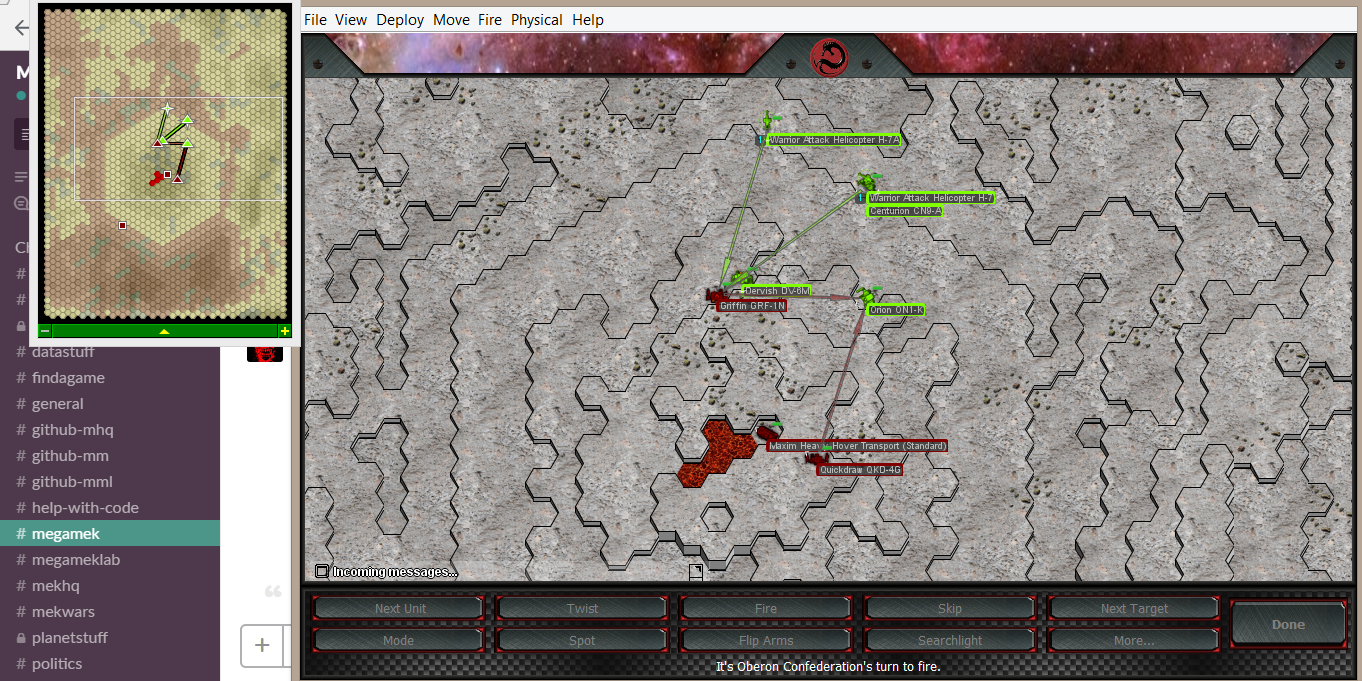 File View Deploy Move Fire Physical Help
M
Ch
#
#
# datastuff
# findagame
# general
# github-mhq
# github-mm
# github-mml
# help-with-code
# megamek
# megameklab
# mekhq
# mekwars
planetstuff
# politics
Warrior Attack Helicopter H-7A
Warrior Attack Helicopter H-7
Centurion CN9-A
Dervish DV-6M
Griffin GRF-1N
Orion ON1-K
Maxim Heavy Hover Transport (Standard)
Quickdraw QKD-4G
Incoming messages...
Next Unit Twist Fire Skip Next Target
Done
Mode Spot Flip Arms Searchlight More...
It's Oberon Confederation's turn to fire.